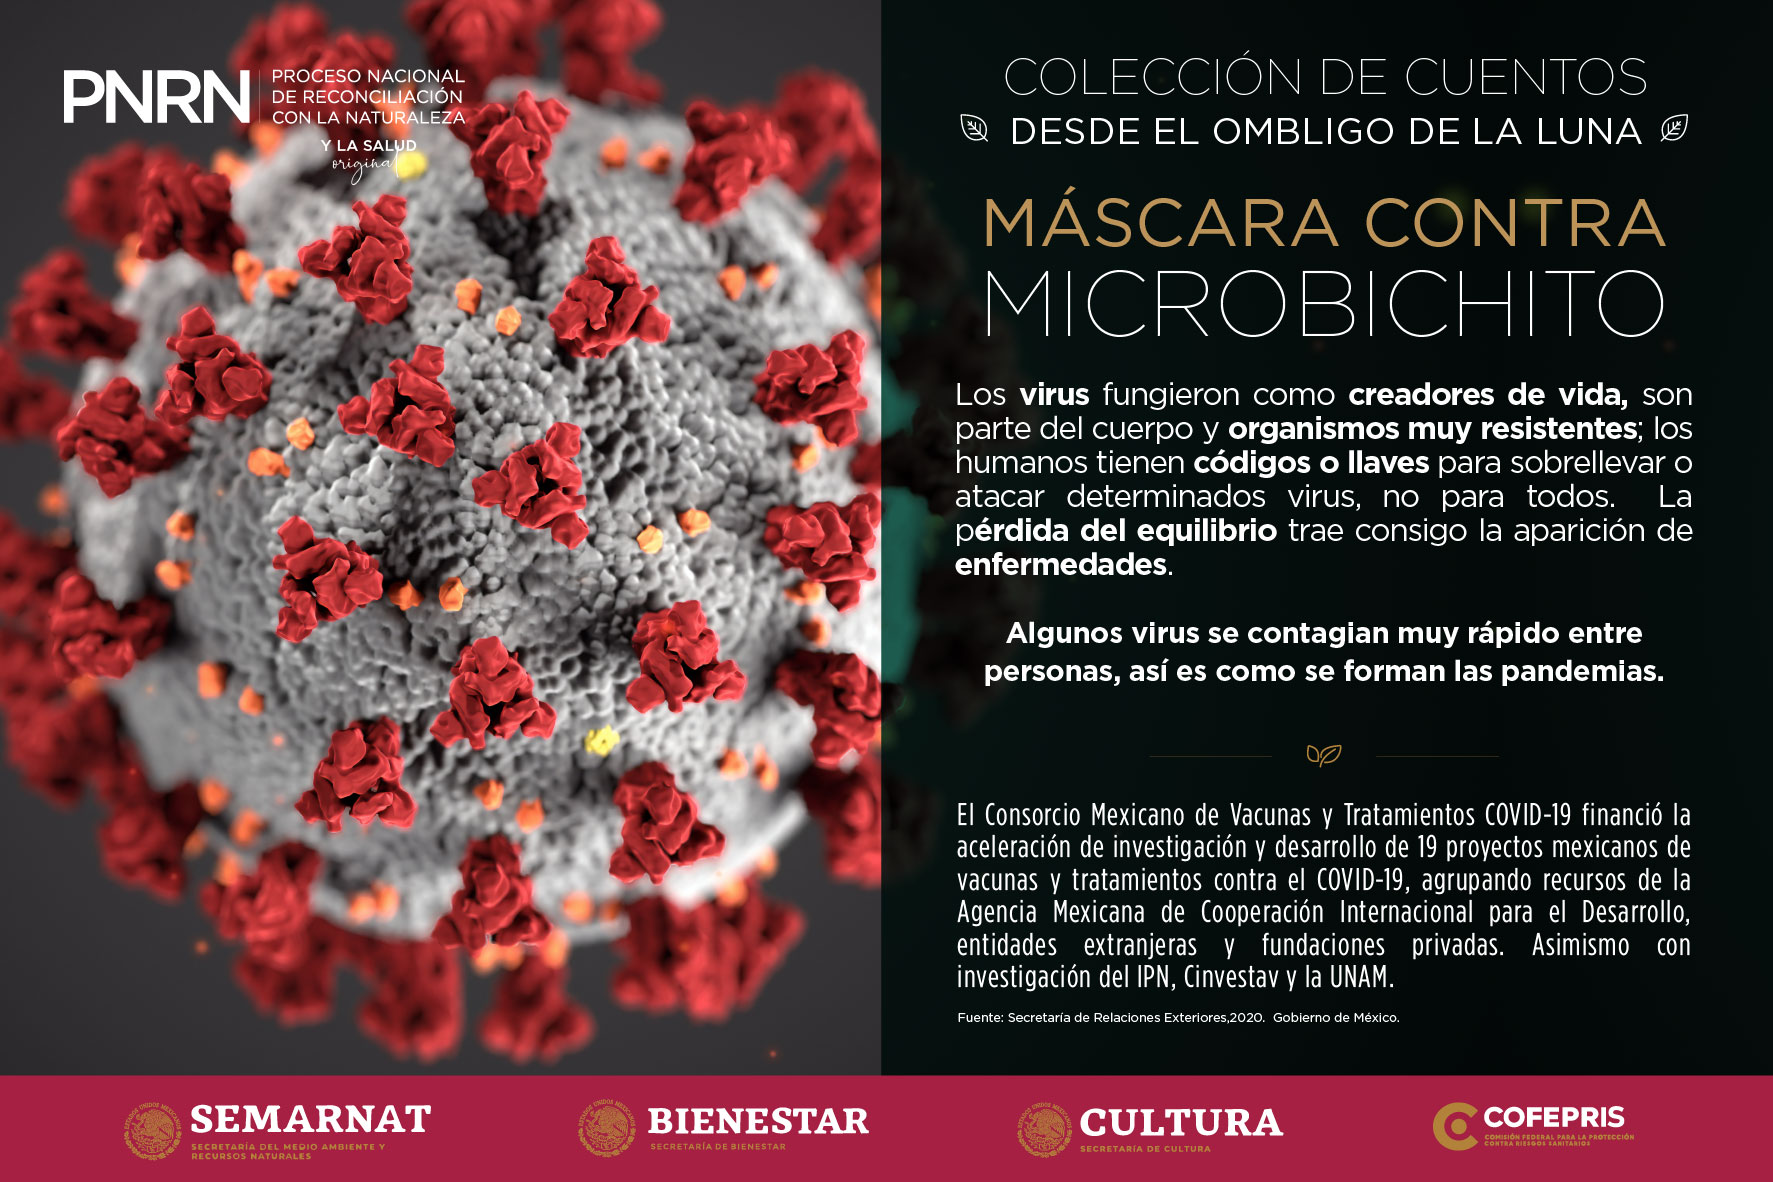 PNRN
PROCESO NACIONAL
DE RECONCILIACIÓN
CON LA NATURALEZA
Y LA SALUD
original
COLECCIÓN DE CUENTOS
DESDE EL OMBLIGO DE LA LUNA
MÁSCARA CONTRA
MICROBICHITO
Los virus fungieron como creadores de vida, son
parte del cuerpo y organismos muy resistentes; los
humanos tienen códigos o llaves para sobrellevar o
atacar determinados virus, no para todos. La
pérdida del equilibrio trae consigo la aparición de
enfermedades.
Algunos virus se contagian muy rápido entre
personas, así es como se forman las pandemias.
El Consorcio Mexicano de Vacunas y Tratamientos COVID-19 financió la
aceleración de investigación y desarrollo de 19 proyectos mexicanos de
vacunas y tratamientos contra el COVID-19, agrupando recursos de la
Agencia Mexicana de Cooperación Internacional para el Desarrollo,
entidades extranjeras y fundaciones privadas. Asimismo con
investigación del IPN, Cinvestav y la UNAM.
Fuente: Secretaría de Relaciones Exteriores,2020. Gobierno de México.
SEMARNAT
SECRETARÍA DEL MEDIO AMBIENTE Y
RECURSOS NATURALES
BIENESTAR
SECRETARÍA DE BIENESTAR
CULTURA
SECRETARÍA DE CULTURA
COFEPRIS
COMISIÓN FEDERAL PARA LA PROTECCIÓN
CONTRA RIESGOS SANITARIOS